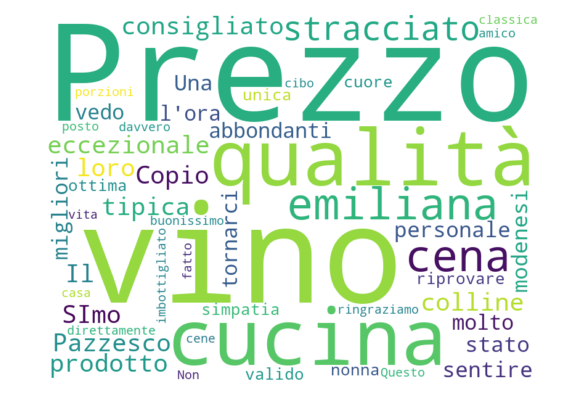 classica
consigliato
stracciato
amico
Prezzo
Una
cibo
cuore
porzioni
unica
vedo
l'ora
posto
davvero
abbondanti
eccezionale
qualità
loro
Copio
migliori
ottima
tipica
emiliana
vita
buonissimo
tornarci
modenesi
personale
vino
cena
Il
imbottigliato
fatto
riprovare
casa
SImo
simpatia
colline
ringraziamo
direttamente
cucina
molto
Pazzesco
cene
stato
prodotto
nonna
sentire
Non
valido
Questo